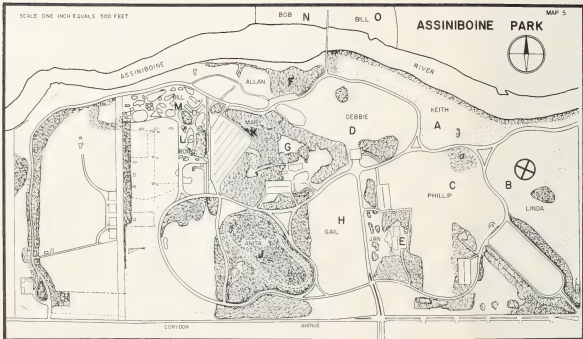 SCALE ONE INCH EQUALS 500 FEET
BOB N
BILL O
MAP 5
ASSINIBOINE PARK
ASSINIBOINE
RIVER
ALLAN
F
BILL
M
KEITH
A
MARY
K
DEBBIE
D
L
BOB
G
C
PHILLIP
B
LINDA
H
GAIL
ANITA
JAN
E
CORYDON AVENUE